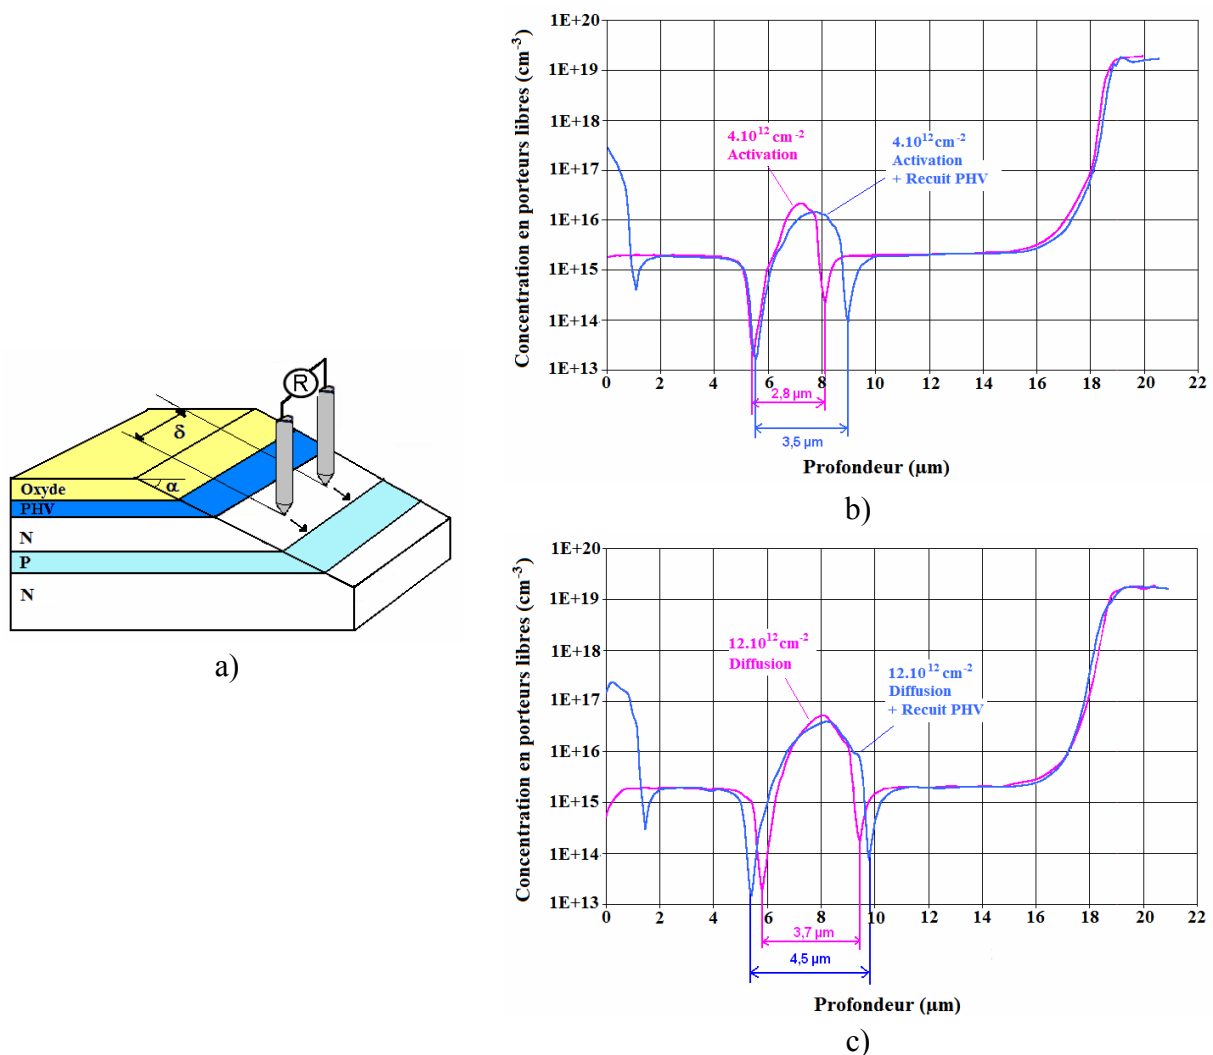 R
δ
α
Oxyde
PHV
N
P
N
a)
Concentration en porteurs libres (cm⁻³)
1E+20
1E+19
1E+18
1E+17
1E+16
1E+15
1E+14
1E+13
4.10¹² cm⁻²
Activation
4.10¹² cm⁻²
Activation
+ Recuit PHV
0 2 4 6 8 10 12 14 16 18 20 22
2,8 µm
3,5 µm
Profondeur (µm)
b)
Concentration en porteurs libres (cm⁻³)
1E+20
1E+19
1E+18
1E+17
1E+16
1E+15
1E+14
1E+13
12.10¹² cm⁻²
Diffusion
12.10¹² cm⁻²
Diffusion
+ Recuit PHV
0 2 4 6 8 10 12 14 16 18 20 22
3,7 µm
4,5 µm
Profondeur (µm)
c)